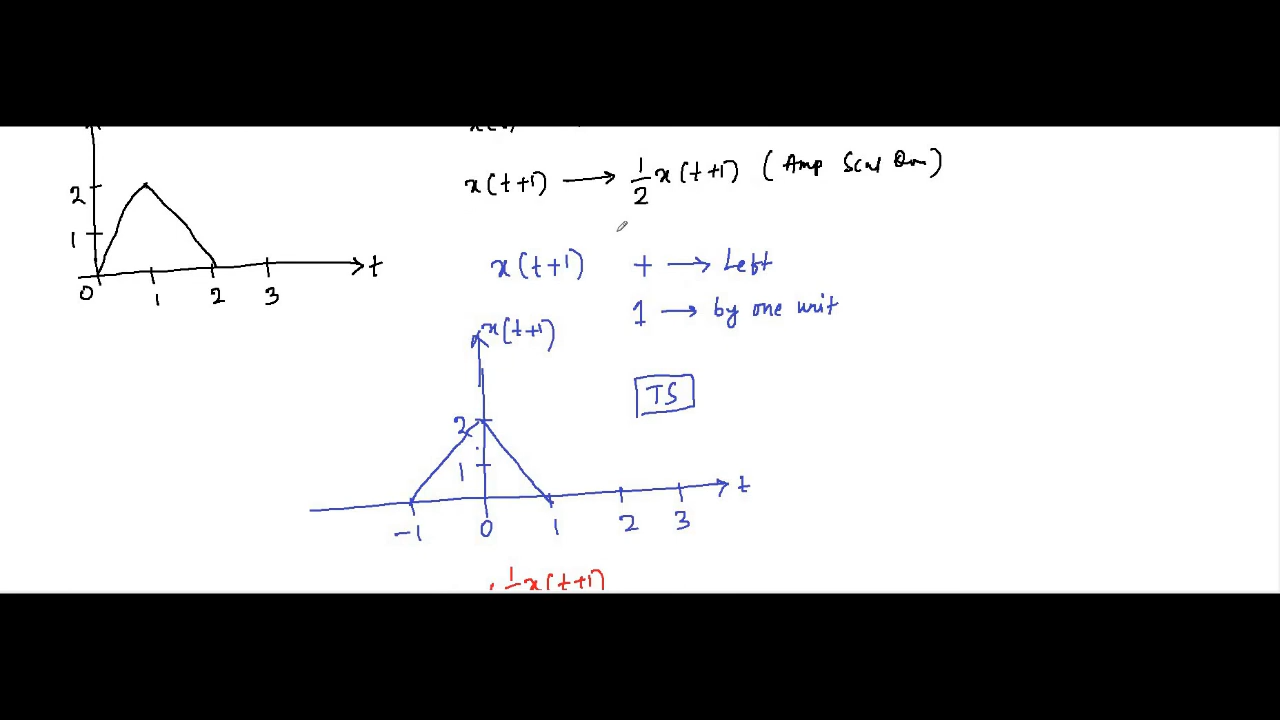 x(t+1) → 1/2 x(t+1) (Amp Scal
2
1
t
0 1 2 3
x(t+1) + → Left
1 → by one unit
x(t+1)
TS
2
1
t
-1 0 1 2 3
1/2 x(t+1)